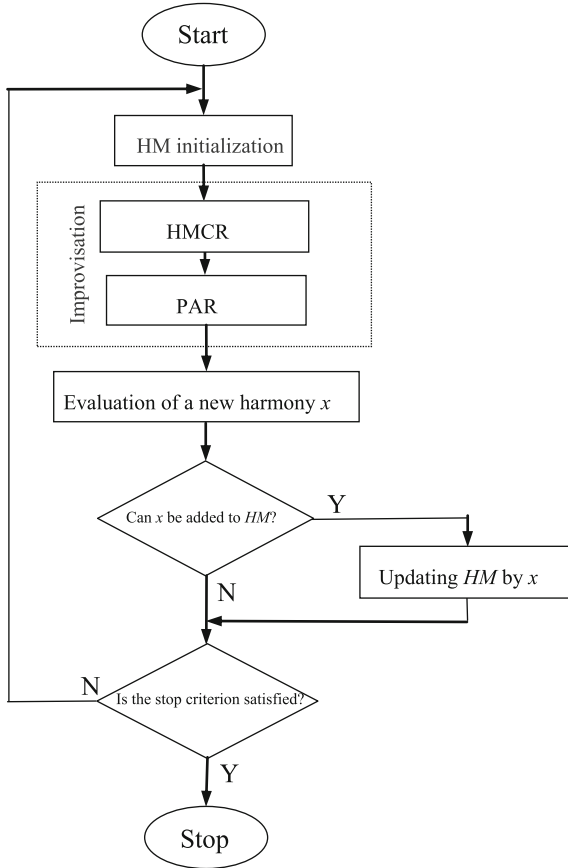 Start
HM initialization
Improvisation
HMCR
PAR
Evaluation of a new harmony x
Can x be added to HM?
Y
Updating HM by x
N
N
Is the stop criterion satisfied?
Y
Stop